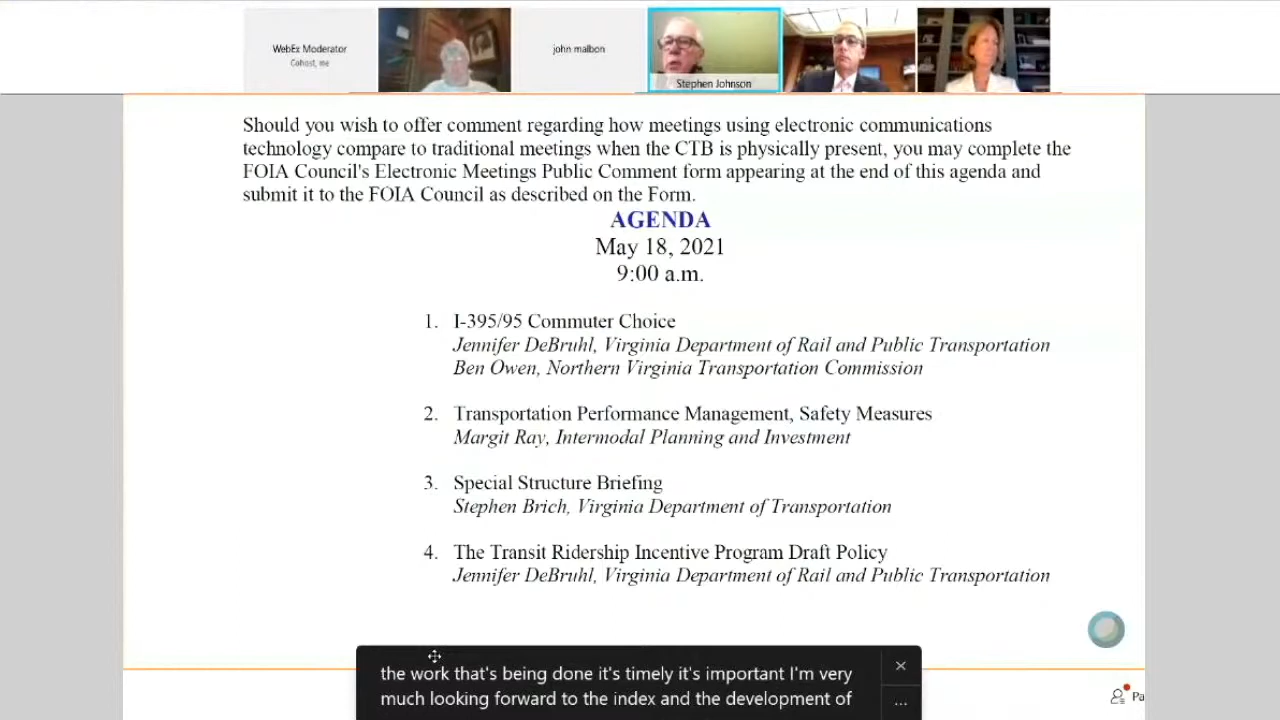 WebEx Moderator
Cohost, me
john malbon
Stephen Johnson
Should you wish to offer comment regarding how meetings using electronic communications
technology compare to traditional meetings when the CTB is physically present, you may complete the
FOIA Council's Electronic Meetings Public Comment form appearing at the end of this agenda and
submit it to the FOIA Council as described on the Form.
AGENDA
May 18, 2021
9:00 a.m.
1. I-395/95 Commuter Choice
Jennifer DeBruhl, Virginia Department of Rail and Public Transportation
Ben Owen, Northern Virginia Transportation Commission
2. Transportation Performance Management, Safety Measures
Margit Ray, Intermodal Planning and Investment
3. Special Structure Briefing
Stephen Brich, Virginia Department of Transportation
4. The Transit Ridership Incentive Program Draft Policy
Jennifer DeBruhl, Virginia Department of Rail and Public Transportation
the work that's being done it's timely it's important I'm very
much looking forward to the index and the development of
Pa